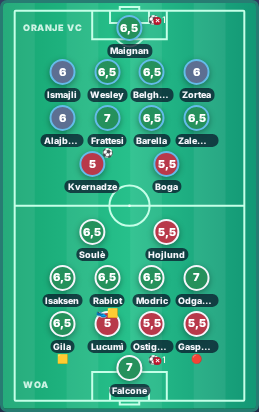 ORANJE VC
6,5
1
Maignan
6 6,5 6,5 6
Ismajli Wesley Belgh... Zortea
6 7 6,5 6,5
Alajb... Frattesi Barella Zale...
5 5,5
Kvernadze Boga
6,5 5,5
Soulè Hojlund
6,5 6,5 6,5 7
Isaksen Rabiot Modric Odga...
6,5 5,5 5,5
Gila Lucumì Ostig... Gasp...
7
1
WOA
Falcone